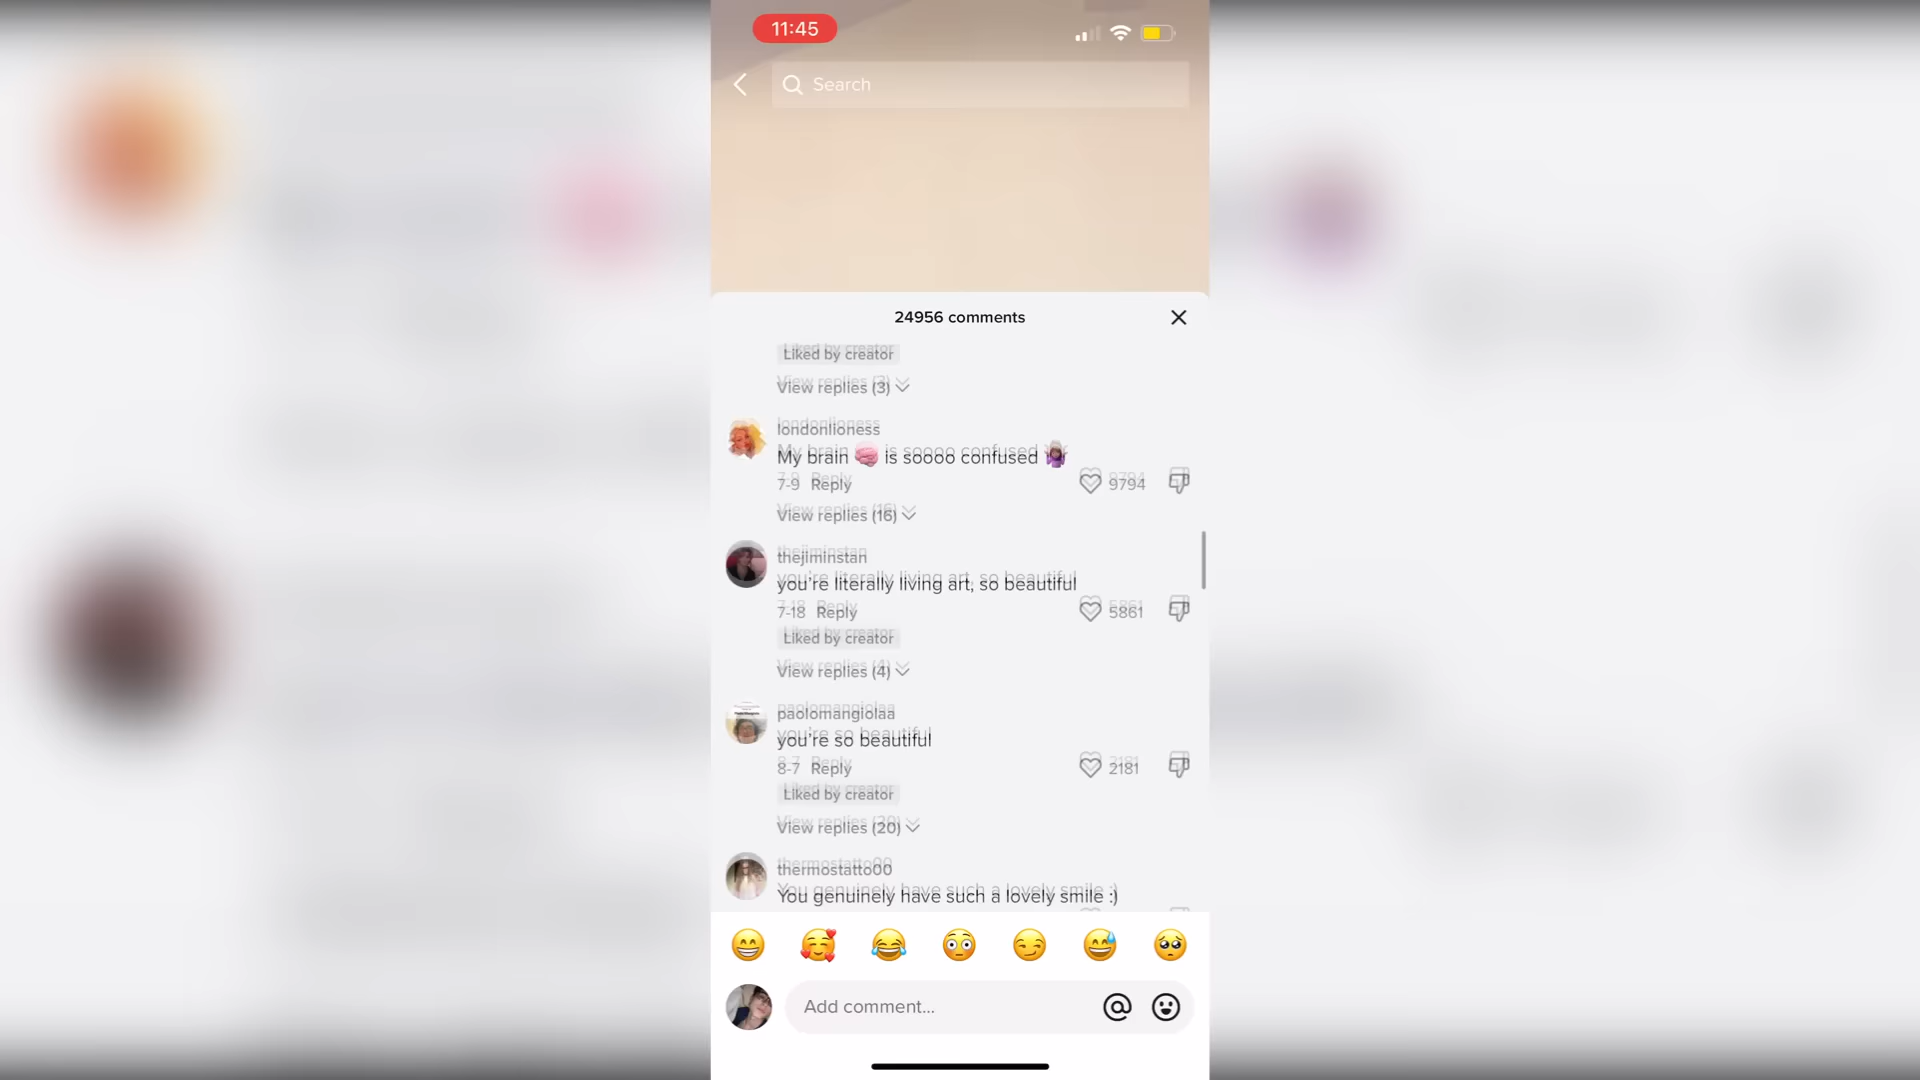 11:45
Search
24956 comments
Liked by creator
View replies (3)
londonlioness
My brain 🧠 is soooo confused 🤷🏽‍♀️
7-9 Reply 9794
View replies (16)
thejiminstan
you're literally living art, so beautiful
7-18 Reply 5861
Liked by creator
View replies (4)
paolomangiolaa
you're so beautiful
8-7 Reply 2181
Liked by creator
View replies (20)
thermostatto00
You genuinely have such a lovely smile :)
Add comment...